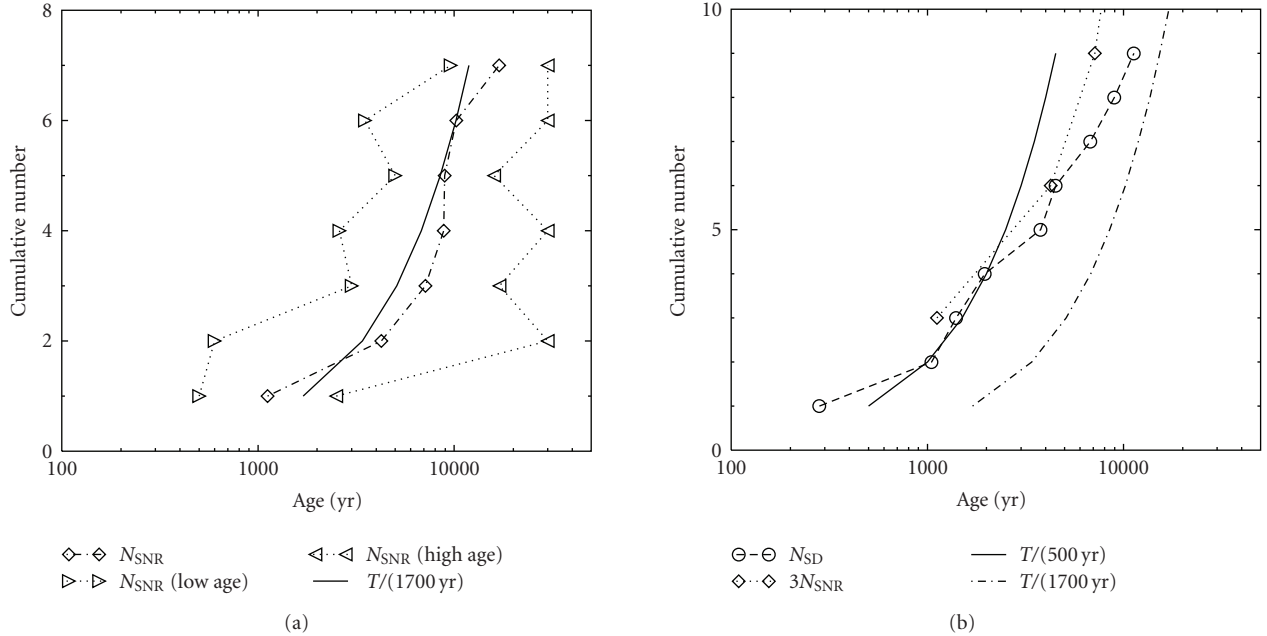 8
6
4
2
0
Cumulative number
100
1000
10000
Age (yr)
N_SNR
N_SNR (low age)
N_SNR (high age)
T/(1700 yr)
(a)
10
5
0
Cumulative number
100
1000
10000
Age (yr)
N_SD
3N_SNR
T/(500 yr)
T/(1700 yr)
(b)